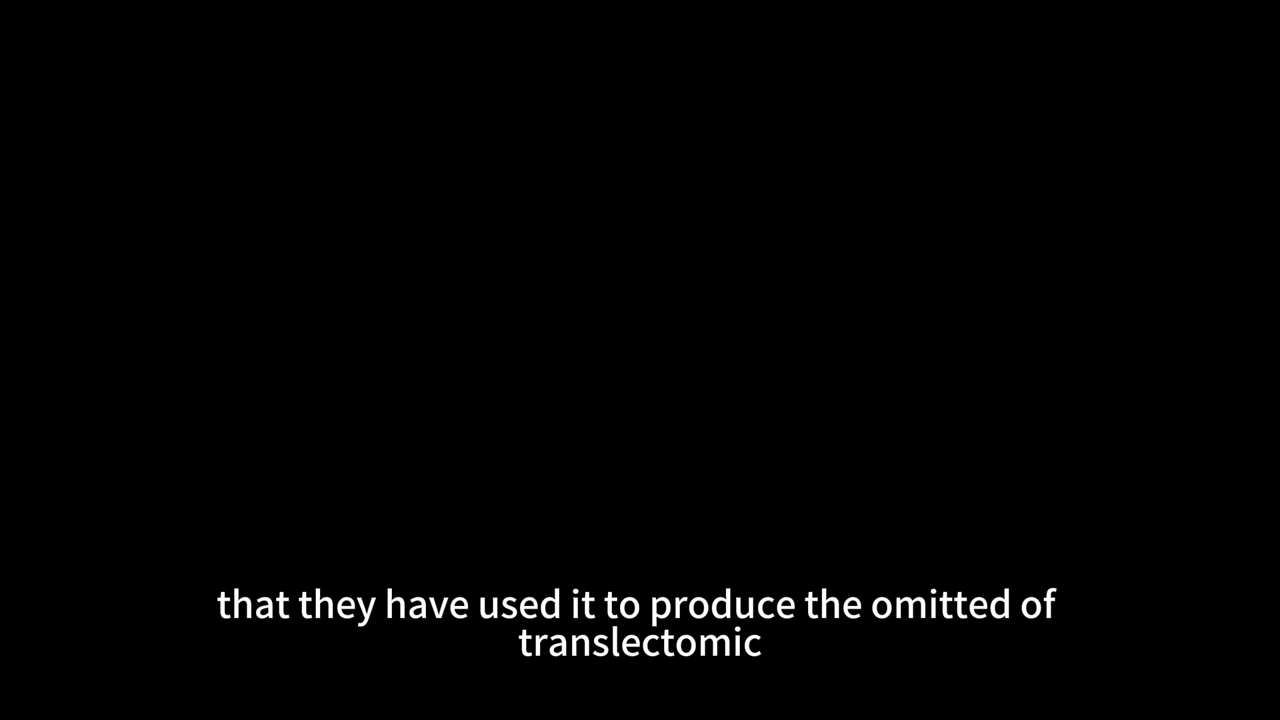 that they have used it to produce the omitted of
translectomic